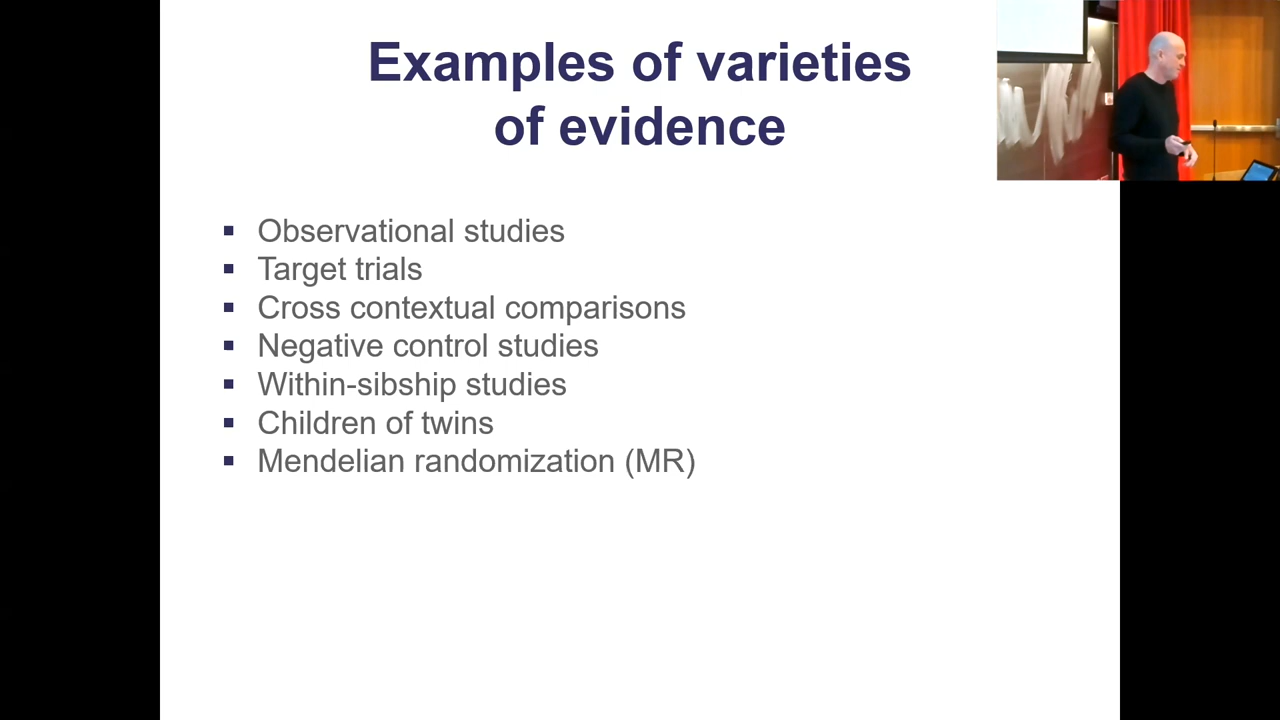 Examples of varieties
of evidence
▪ Observational studies
▪ Target trials
▪ Cross contextual comparisons
▪ Negative control studies
▪ Within-sibship studies
▪ Children of twins
▪ Mendelian randomization (MR)